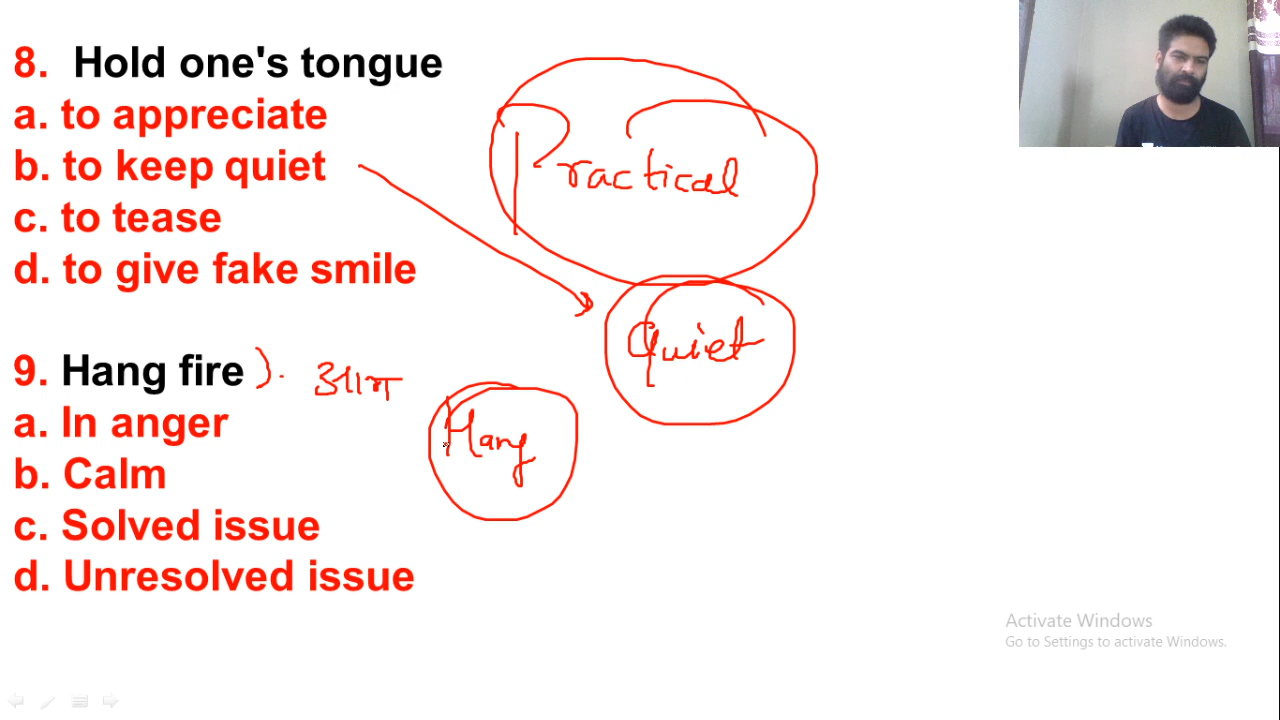 8. Hold one's tongue
a. to appreciate
b. to keep quiet
c. to tease
d. to give fake smile
Practical
Quiet
9. Hang fire ).
Hang
a. In anger
b. Calm
c. Solved issue
d. Unresolved issue
Activate Windows
Go to Settings to activate Windows.